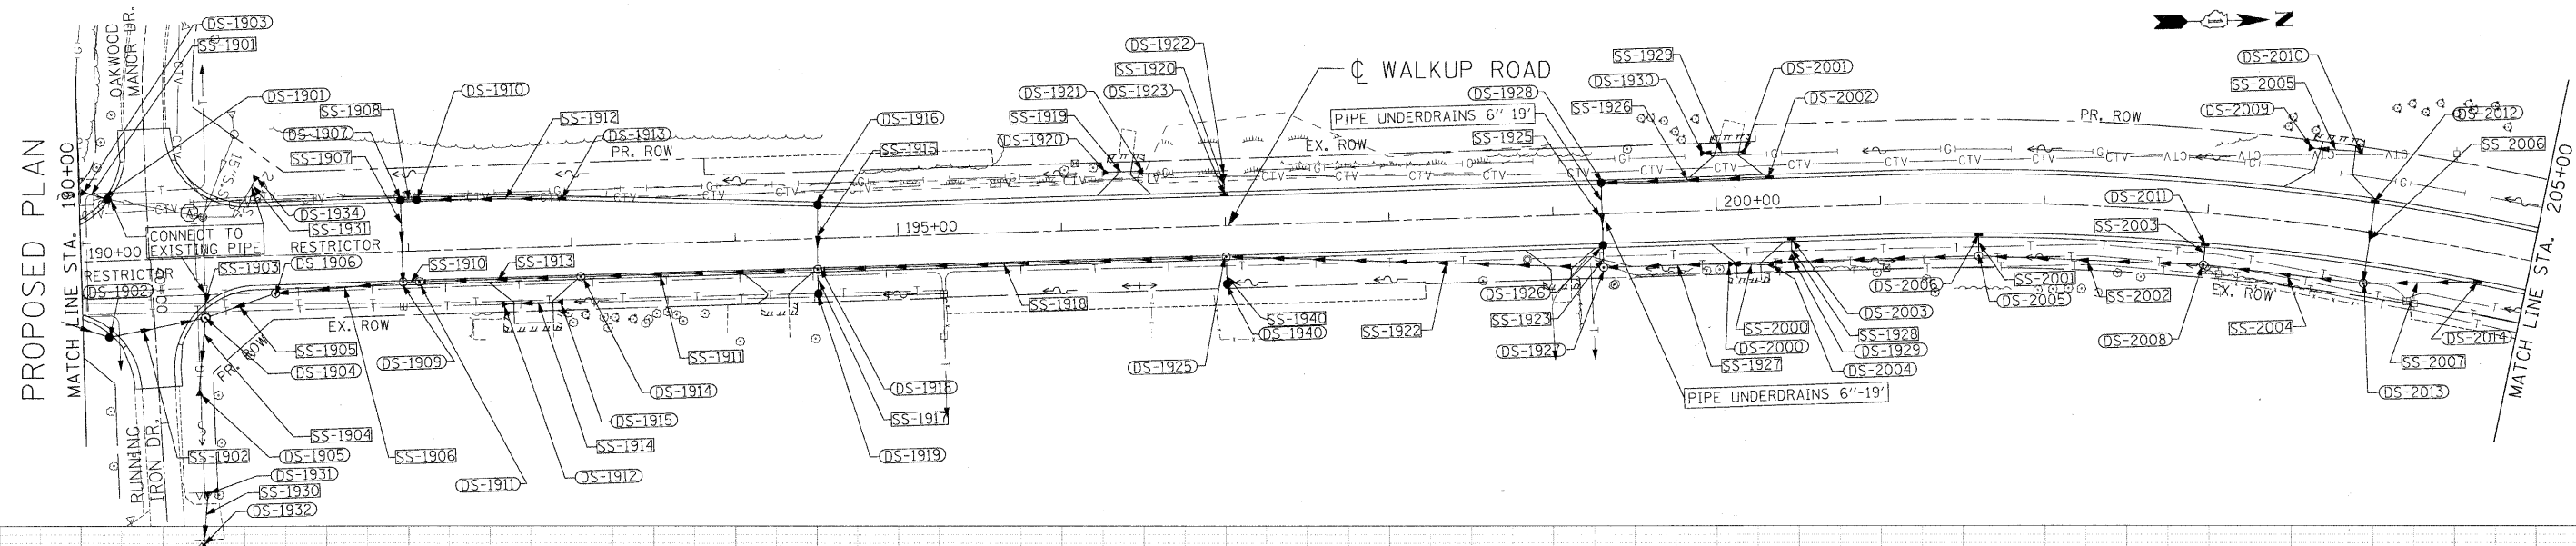 PROPOSED PLAN
MATCH LINE STA. 190+00
OAKWOOD
MANOR DR.
DS-1903
SS-1901
DS-1901
SS-1908
DS-1907
SS-1907
DS-1910
SS-1912
DS-1913
PR. ROW
DS-1916
SS-1915
DS-1934
SS-1931
CONNECT TO
EXISTING PIPE
RESTRICTOR
DS-1906
190+00
RESTRICTOR
DS-1902
SS-1903
SS-1910
SS-1913
EX. ROW
PR. ROW
SS-1905
DS-1904
DS-1909
SS-1904
SS-1902
DS-1905
SS-1906
DS-1931
SS-1930
DS-1932
RUNNING
IRON DR.
DS-1911
DS-1912
SS-1914
DS-1915
DS-1914
SS-1911
DS-1918
SS-1917
DS-1919
195+00
DS-1922
SS-1920
DS-1923
DS-1921
SS-1919
DS-1920
℄ WALKUP ROAD
EX. ROW
PIPE UNDERDRAINS 6"-19'
DS-1928
SS-1925
SS-1929
DS-1930
SS-1926
DS-2001
DS-2002
200+00
SS-1918
DS-1925
SS-1940
DS-1940
SS-1922
DS-1926
SS-1923
DS-1927
SS-1927
PIPE UNDERDRAINS 6"-19'
SS-2000
DS-2000
DS-2003
SS-1928
DS-1929
DS-2004
DS-2006
SS-2001
DS-2005
SS-2002
DS-2011
SS-2003
DS-2008
EX. ROW
SS-2004
PR. ROW
DS-2010
SS-2005
DS-2009
DS-2012
SS-2006
DS-2014
SS-2007
DS-2013
MATCH LINE STA. 205+00
N